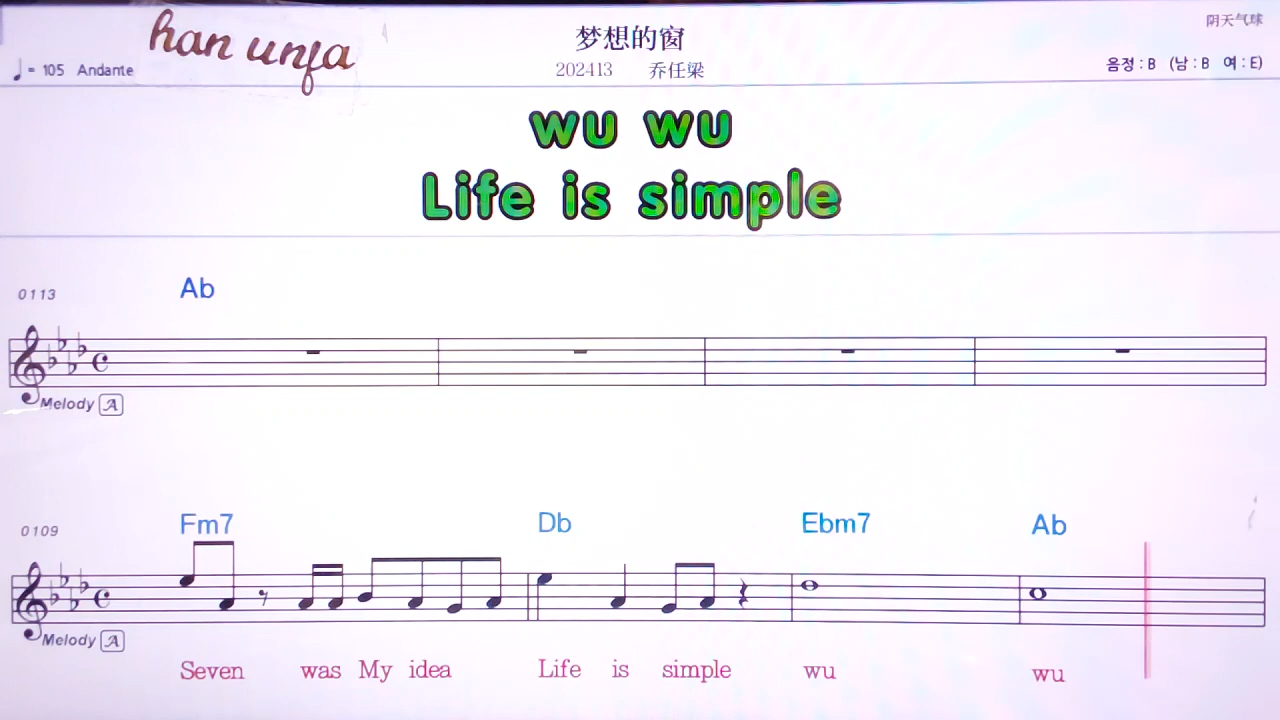 han unfa
梦想的窗
阴天气球
♩= 105 Andante
202413 乔任梁
음정 : B (남 : B 여 : E)
wu wu
Life is simple
0113
Ab
Melody A
0109
Fm7 Db Ebm7 Ab
Melody A
Seven was My idea Life is simple wu wu